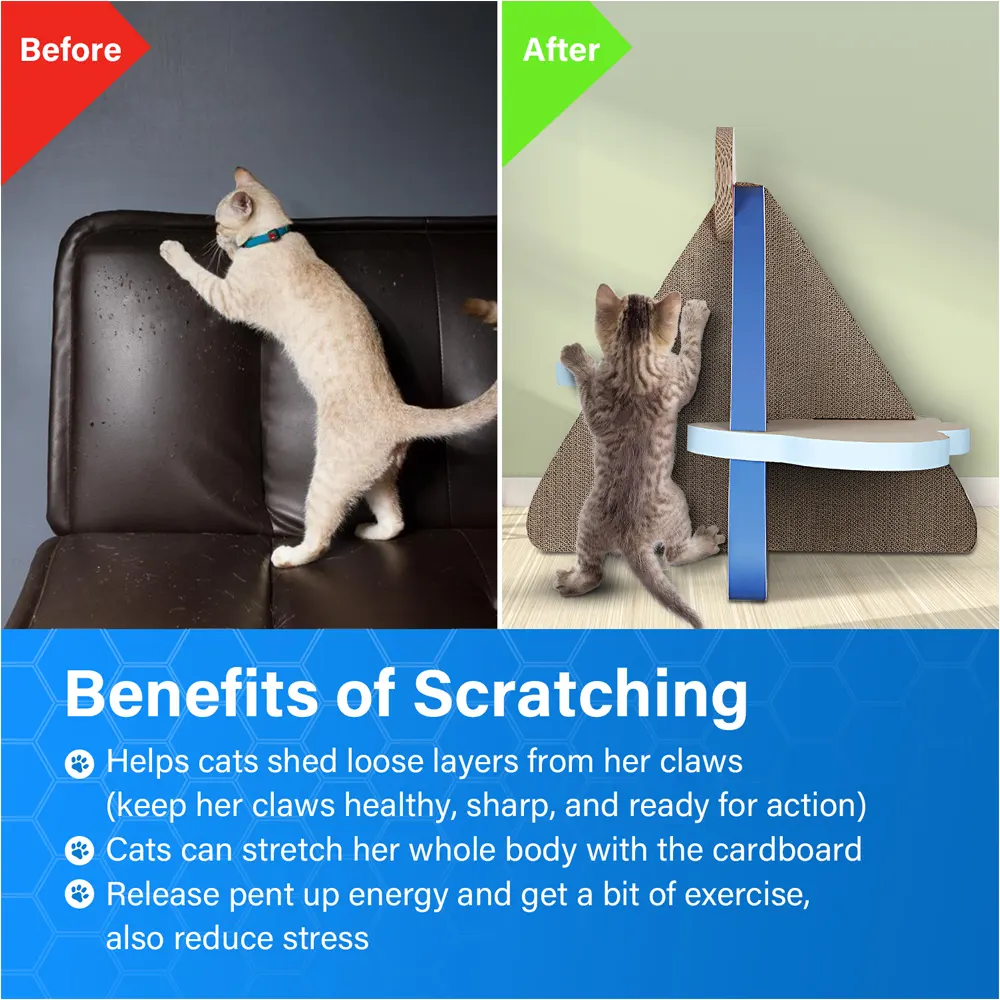 Before
After
Benefits of Scratching
Helps cats shed loose layers from her claws
(keep her claws healthy, sharp, and ready for action)
Cats can stretch her whole body with the cardboard
Release pent up energy and get a bit of exercise,
also reduce stress